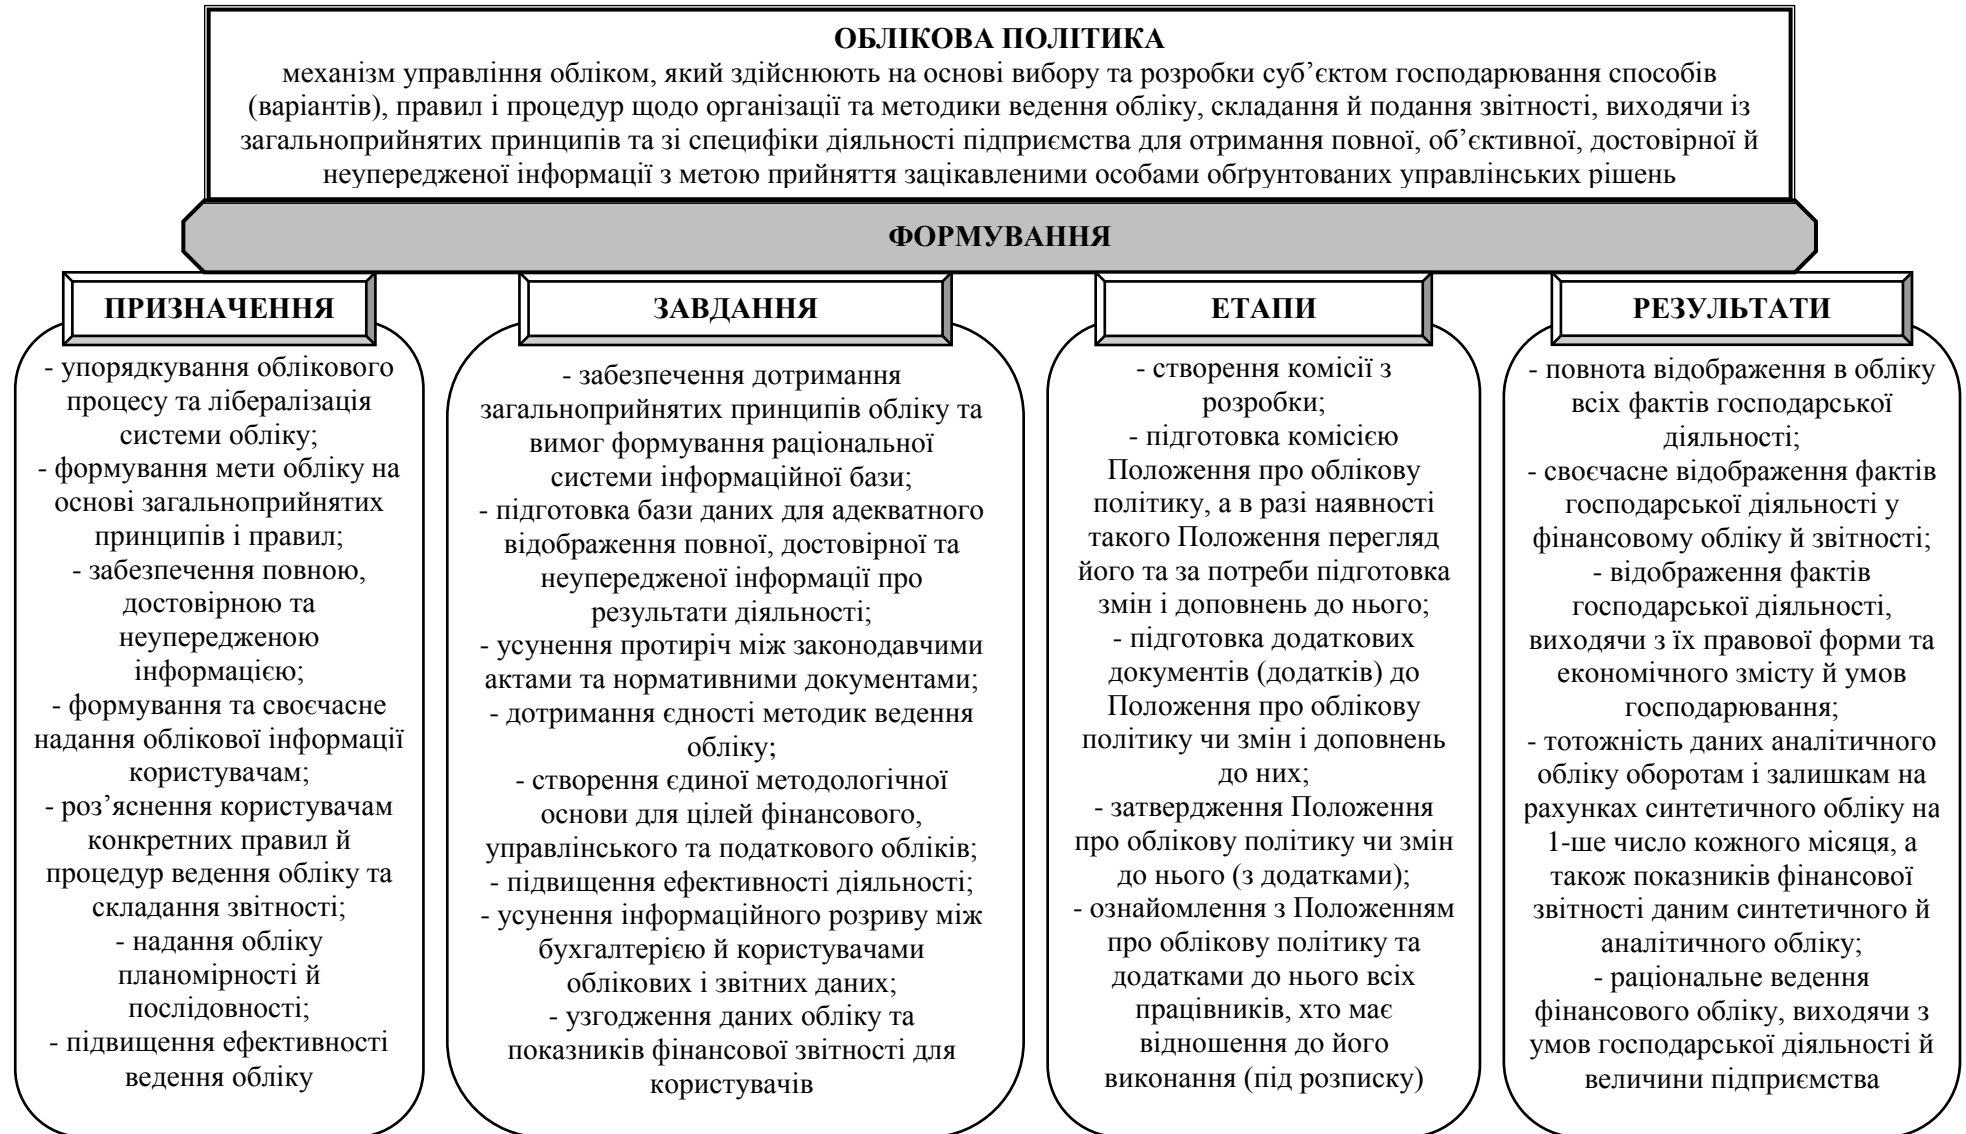 ОБЛІКОВА ПОЛІТИКА
механізм управління обліком, який здійснюють на основі вибору та розробки суб’єктом господарювання способів
(варіантів), правил і процедур щодо організації та методики ведення обліку, складання й подання звітності, виходячи із
загальноприйнятих принципів та зі специфіки діяльності підприємства для отримання повної, об’єктивної, достовірної й
неупередженої інформації з метою прийняття зацікавленими особами обґрунтованих управлінських рішень
ФОРМУВАННЯ
ПРИЗНАЧЕННЯ
- упорядкування облікового
процесу та лібералізація
системи обліку;
- формування мети обліку на
основі загальноприйнятих
принципів і правил;
- забезпечення повною,
достовірною та
неупередженою
інформацією;
- формування та своєчасне
надання облікової інформації
користувачам;
- роз’яснення користувачам
конкретних правил й
процедур ведення обліку та
складання звітності;
- надання обліку
планомірності й
послідовності;
- підвищення ефективності
ведення обліку
ЗАВДАННЯ
- забезпечення дотримання
загальноприйнятих принципів обліку та
вимог формування раціональної
системи інформаційної бази;
- підготовка бази даних для адекватного
відображення повної, достовірної та
неупередженої інформації про
результати діяльності;
- усунення протиріч між законодавчими
актами та нормативними документами;
- дотримання єдності методик ведення
обліку;
- створення єдиної методологічної
основи для цілей фінансового,
управлінського та податкового обліків;
- підвищення ефективності діяльності;
- усунення інформаційного розриву між
бухгалтерією й користувачами
облікових і звітних даних;
- узгодження даних обліку та
показників фінансової звітності для
користувачів
ЕТАПИ
- створення комісії з
розробки;
- підготовка комісією
Положення про облікову
політику, а в разі наявності
такого Положення перегляд
його та за потреби підготовка
змін і доповнень до нього;
- підготовка додаткових
документів (додатків) до
Положення про облікову
політику чи змін і доповнень
до них;
- затвердження Положення
про облікову політику чи змін
до нього (з додатками);
- ознайомлення з Положенням
про облікову політику та
додатками до нього всіх
працівників, хто має
відношення до його
виконання (під розписку)
РЕЗУЛЬТАТИ
- повнота відображення в обліку
всіх фактів господарської
діяльності;
- своєчасне відображення фактів
господарської діяльності у
фінансовому обліку й звітності;
- відображення фактів
господарської діяльності,
виходячи з їх правової форми та
економічного змісту й умов
господарювання;
- тотожність даних аналітичного
обліку оборотам і залишкам на
рахунках синтетичного обліку на
1-ше число кожного місяця, а
також показників фінансової
звітності даним синтетичного й
аналітичного обліку;
- раціональне ведення
фінансового обліку, виходячи з
умов господарської діяльності й
величини підприємства